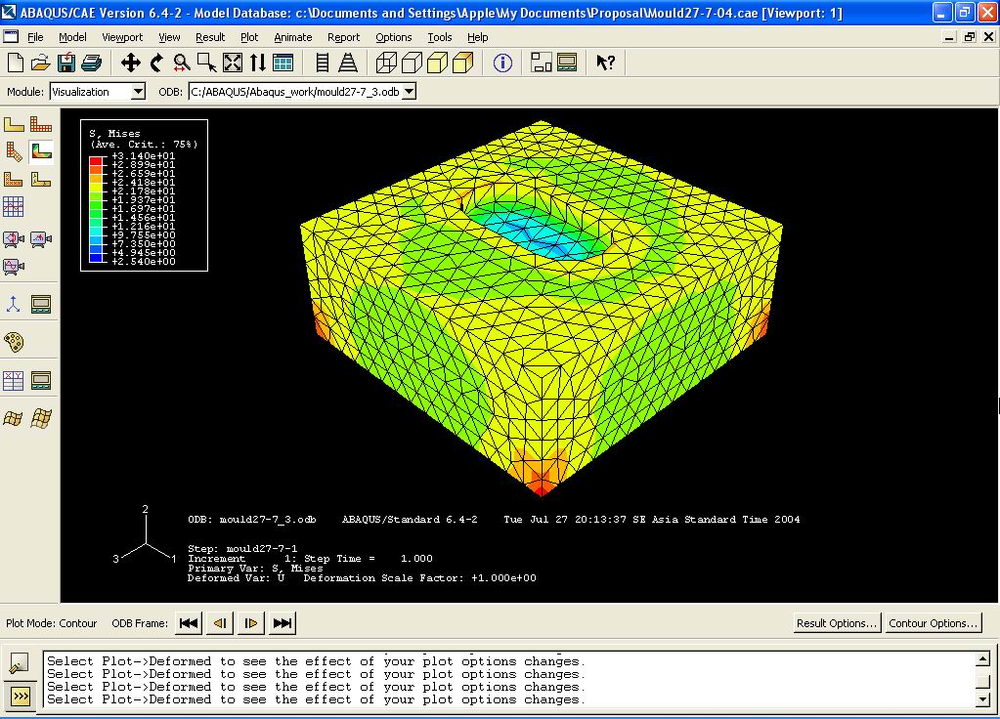 ABAQUS/CAE Version 6.4-2 - Model Database: c:\Documents and Settings\Apple\My Documents\Proposal\Mould27-7-04.cae [Viewport: 1]
File Model Viewport View Result Plot Animate Report Options Tools Help
Module: Visualization ODB: C:/ABAQUS/Abaqus_work/mould27-7_3.odb
S, Mises
(Ave. Crit.: 75%)
+3.140e+01
+2.899e+01
+2.659e+01
+2.418e+01
+2.178e+01
+1.937e+01
+1.697e+01
+1.456e+01
+1.216e+01
+9.755e+00
+7.350e+00
+4.945e+00
+2.540e+00
2
3
1
ODB: mould27-7_3.odb ABAQUS/Standard 6.4-2 Tue Jul 27 20:13:37 SE Asia Standard Time 2004
Step: mould27-7-1
Increment 1: Step Time = 1.000
Primary Var: S, Mises
Deformed Var: U Deformation Scale Factor: +1.000e+00
Plot Mode: Contour ODB Frame: Result Options... Contour Options...
Select Plot->Deformed to see the effect of your plot options changes.
Select Plot->Deformed to see the effect of your plot options changes.
Select Plot->Deformed to see the effect of your plot options changes.
Select Plot->Deformed to see the effect of your plot options changes.